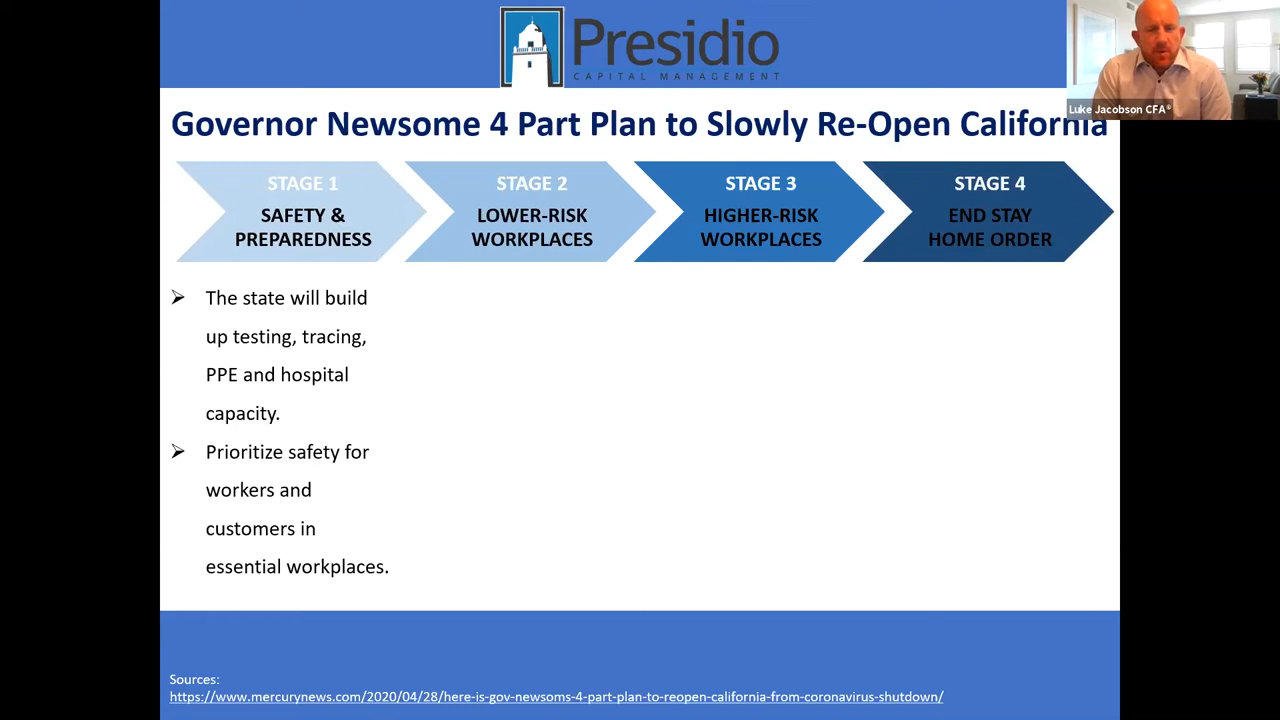 Presidio
CAPITAL MANAGEMENT
Luke Jacobson CFA®
Governor Newsome 4 Part Plan to Slowly Re-Open California
STAGE 1
SAFETY &
PREPAREDNESS
STAGE 2
LOWER-RISK
WORKPLACES
STAGE 3
HIGHER-RISK
WORKPLACES
STAGE 4
END STAY
HOME ORDER
The state will build
up testing, tracing,
PPE and hospital
capacity.
Prioritize safety for
workers and
customers in
essential workplaces.
Sources:
https://www.mercurynews.com/2020/04/28/here-is-gov-newsoms-4-part-plan-to-reopen-california-from-coronavirus-shutdown/